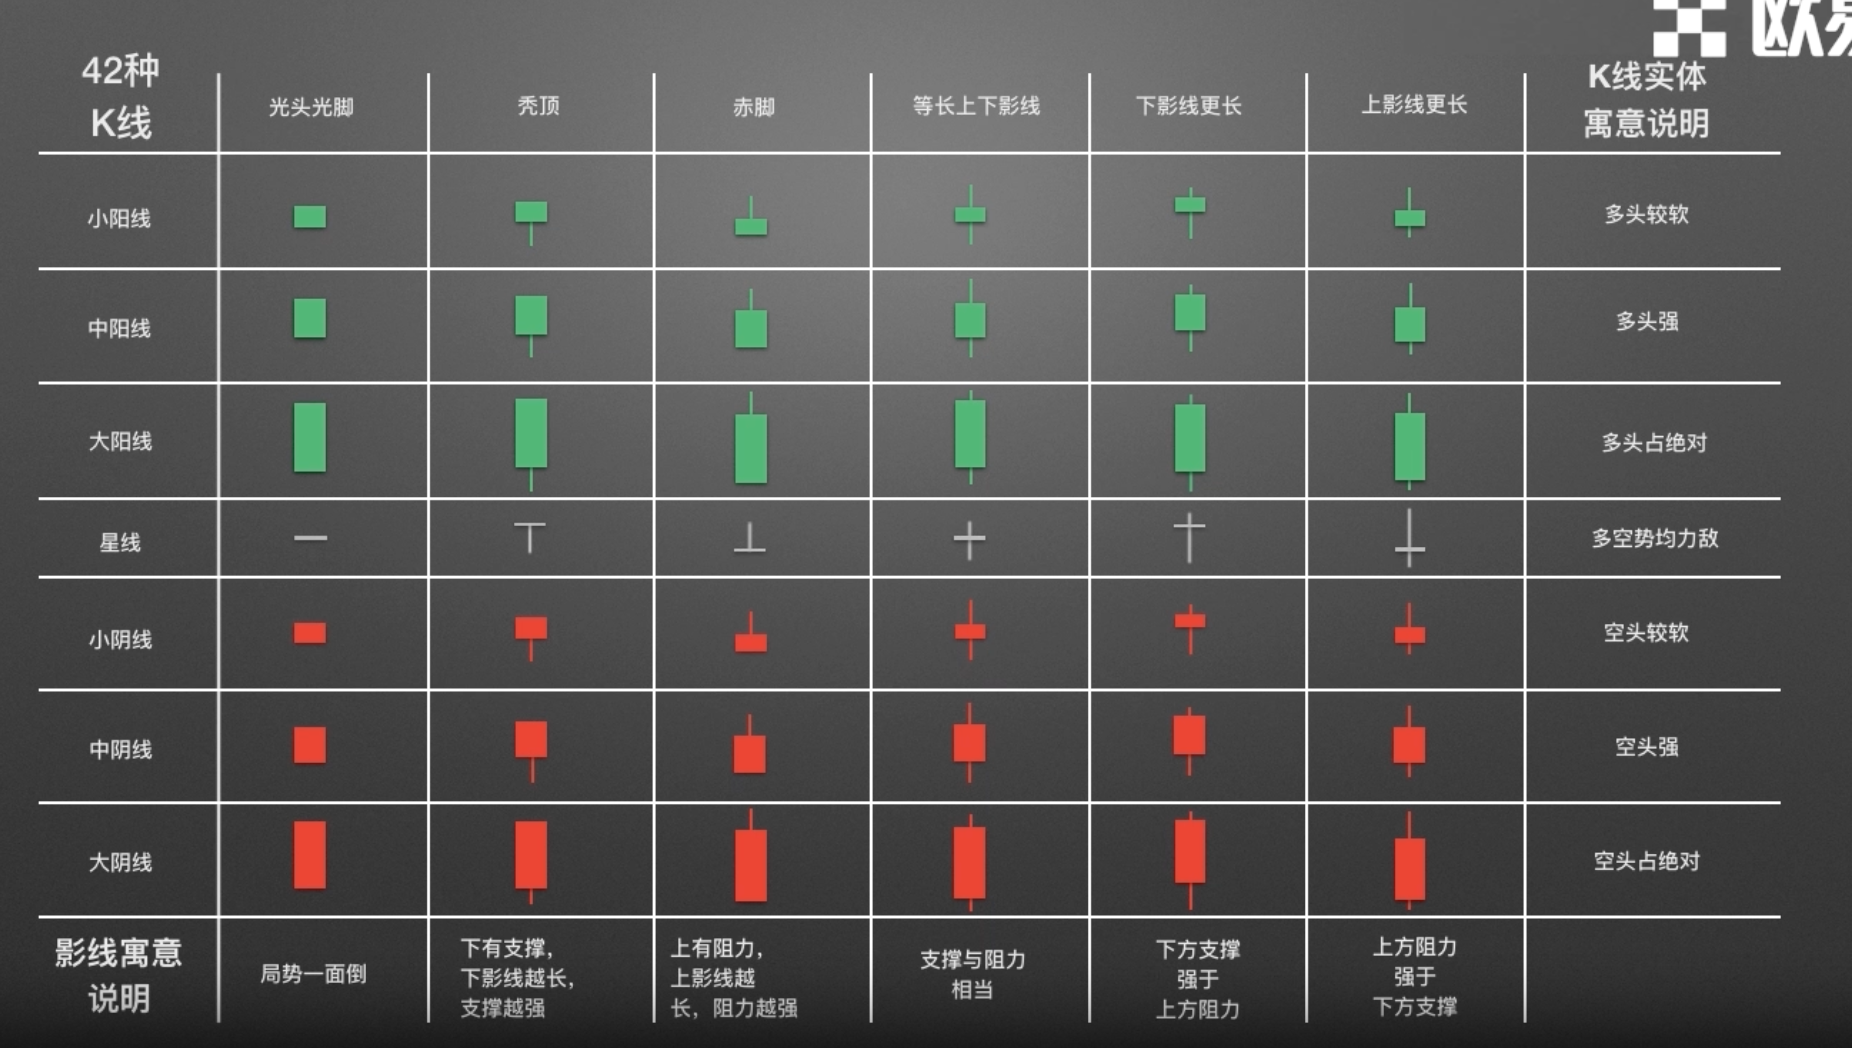 欧易
42种
K线
光头光脚
秃顶
赤脚
等长上下影线
下影线更长
上影线更长
K线实体
寓意说明
小阳线
多头较软
中阳线
多头强
大阳线
多头占绝对
星线
多空势均力敌
小阴线
空头较软
中阴线
空头强
大阴线
空头占绝对
影线寓意
说明
局势一面倒
下有支撑，
下影线越长，
支撑越强
上有阻力，
上影线越
长，阻力越强
支撑与阻力
相当
下方支撑
强于
上方阻力
上方阻力
强于
下方支撑